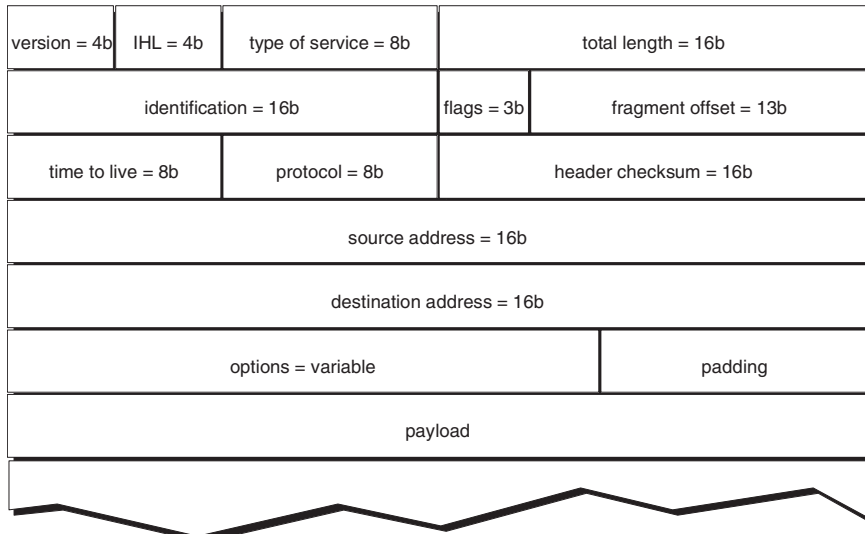 version = 4b IHL = 4b type of service = 8b total length = 16b
identification = 16b flags = 3b fragment offset = 13b
time to live = 8b protocol = 8b header checksum = 16b
source address = 16b
destination address = 16b
options = variable padding
payload